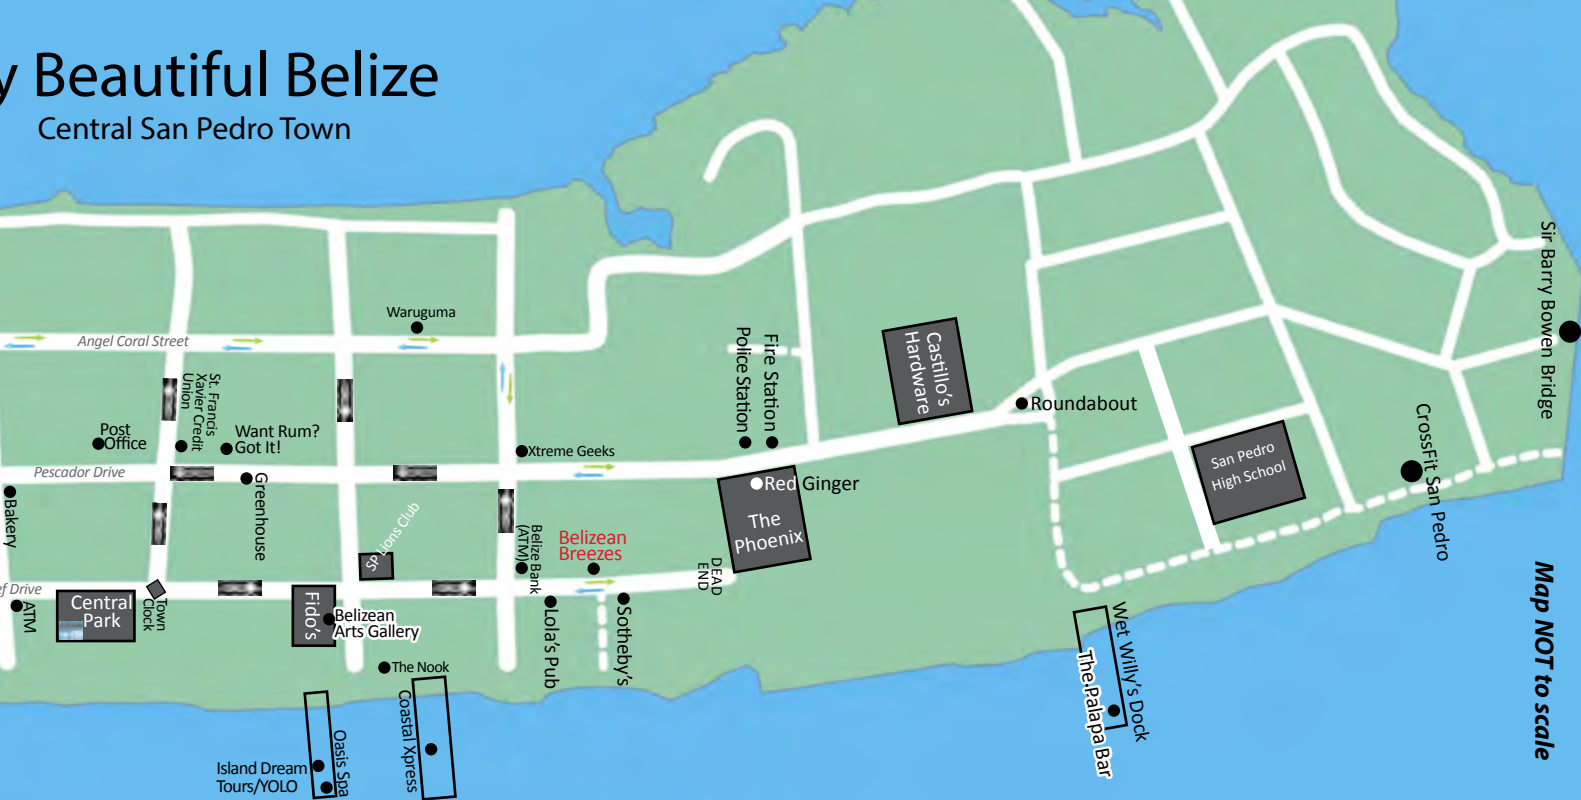 y Beautiful Belize
Central San Pedro Town
Waruguma
Angel Coral Street
St. Francis
Xavier Credit
Union
Post
Office
Want Rum?
Got It!
Pescador Drive
Greenhouse
Bakery
Xtreme Geeks
SP Lions Club
Belize Bank
(ATM)
Belizean
Breezes
ef Drive
ATM
Central
Park
Town
Clock
Fido's
Belizean
Arts Gallery
The Nook
Lola's Pub
Sotheby's
DEAD
END
Police Station
Fire Station
Red Ginger
The
Phoenix
Castillo's
Hardware
Roundabout
San Pedro
High School
CrossFit San Pedro
Sir Barry Bowen Bridge
Map NOT to scale
Wet Willy's Dock
The Palapa Bar
Coastal Xpress
Oasis Spa
Island Dream
Tours/YOLO